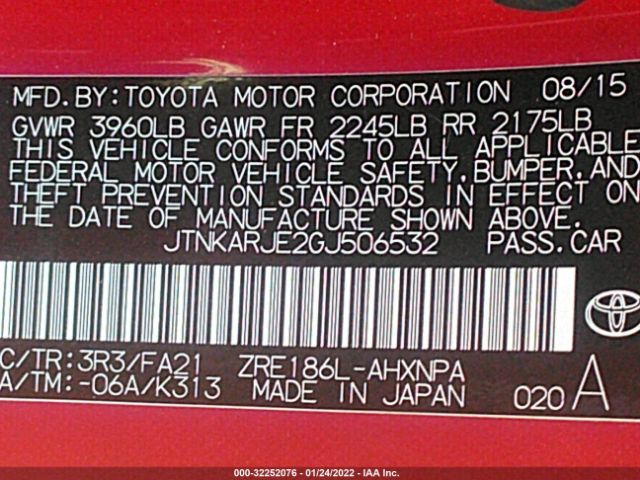 MFD.BY:TOYOTA MOTOR CORPORATION 08/15
GVWR 3960LB GAWR FR 2245LB RR 2175LB
THIS VEHICLE CONFORMS TO ALL APPLICABLE
FEDERAL MOTOR VEHICLE SAFETY,BUMPER,AND
THEFT PREVENTION STANDARDS IN EFFECT ON
THE DATE OF MANUFACTURE SHOWN ABOVE.
JTNKARJE2GJ506532 PASS.CAR
C/TR:3R3/FA21 ZRE186L-AHXNPA
A/TM:-06A/K313 MADE IN JAPAN 020 A
000-32252076 - 01/24/2022 - IAA Inc.